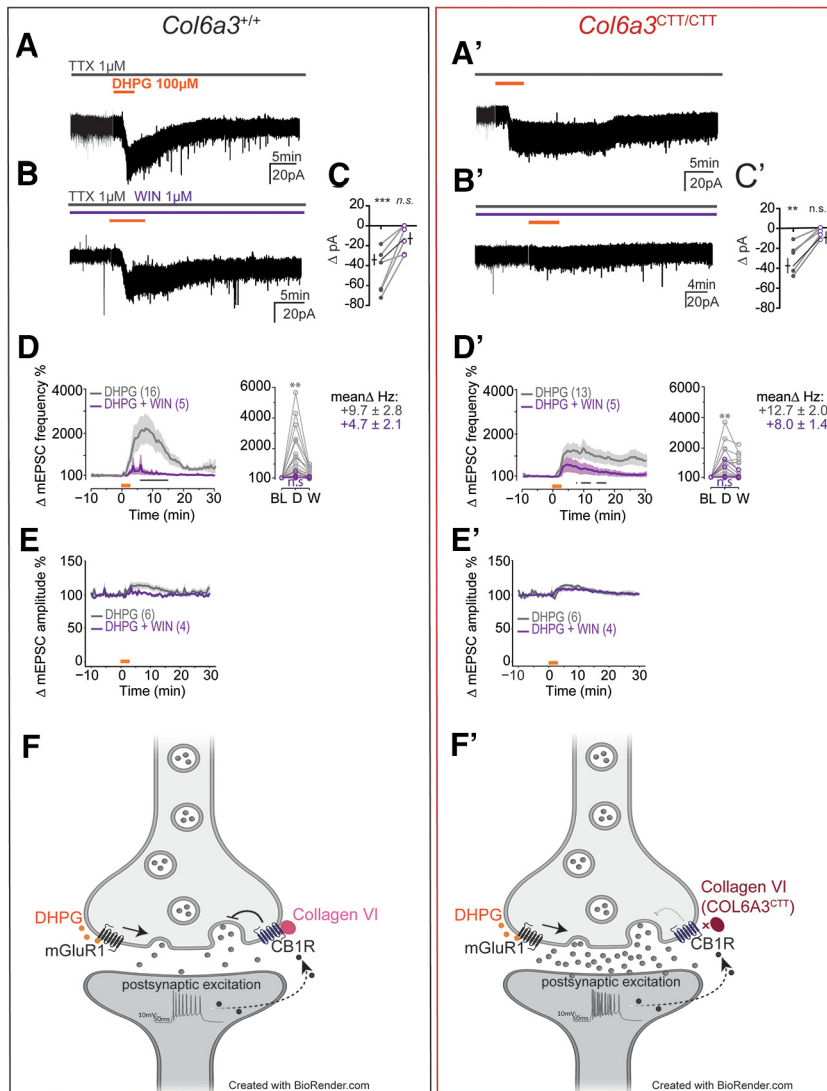 Col6a3+/+
A
TTX 1µM
DHPG 100µM
5min
20pA
B
TTX 1µM WIN 1µM
5min
20pA
C
*** n.s.
Δ pA
20
0
-20
-40
-60
-80
D
Δ mEPSC frequency %
4000
2000
100
DHPG (16)
DHPG + WIN (5)
−10 0 10 20 30
Time (min)
6000
4000
2000
100
**
n.s
BL D W
meanΔ Hz:
+9.7 ± 2.8
+4.7 ± 2.1
E
Δ mEPSC amplitude %
150
100
50
0
DHPG (6)
DHPG + WIN (4)
−10 0 10 20 30
Time (min)
F
DHPG
mGluR1
Collagen VI
CB1R
postsynaptic excitation
10mV
50ms
Created with BioRender.com
Col6a3CTT/CTT
A'
5min
20pA
B'
4min
20pA
C'
** n.s.
Δ pA
20
0
-20
-40
-60
-80
D'
Δ mEPSC frequency %
4000
2000
100
DHPG (13)
DHPG + WIN (5)
−10 0 10 20 30
Time (min)
6000
4000
2000
100
**
n.s
BL D W
meanΔ Hz:
+12.7 ± 2.0
+8.0 ± 1.4
E'
Δ mEPSC amplitude %
150
100
50
0
DHPG (6)
DHPG + WIN (4)
−10 0 10 20 30
Time (min)
F'
DHPG
mGluR1
Collagen VI
(COL6A3CTT)
x
CB1R
postsynaptic excitation
10mV
50ms
Created with BioRender.com